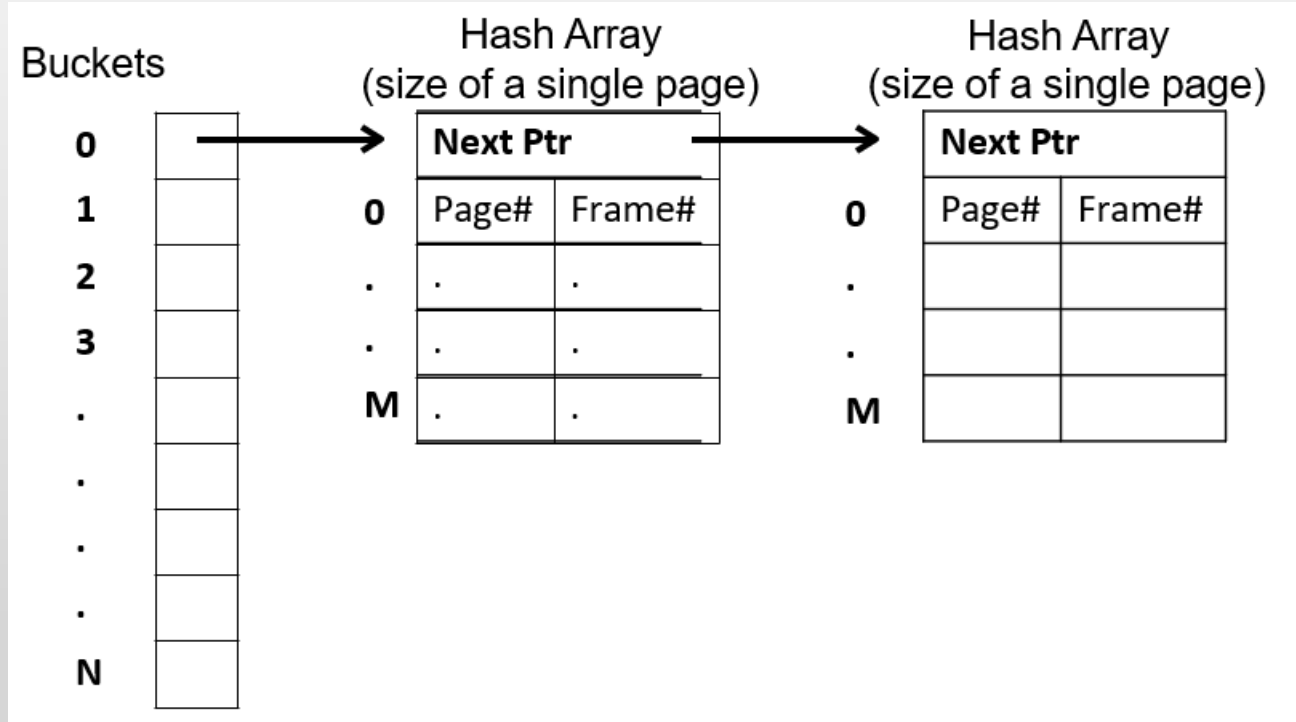 Buckets
Hash Array
(size of a single page)
Hash Array
(size of a single page)
0
Next Ptr
Next Ptr
1
0
Page# Frame#
0
Page# Frame#
2
. . .
.
3
. . .
.
.
M . .
M
.
.
.
N